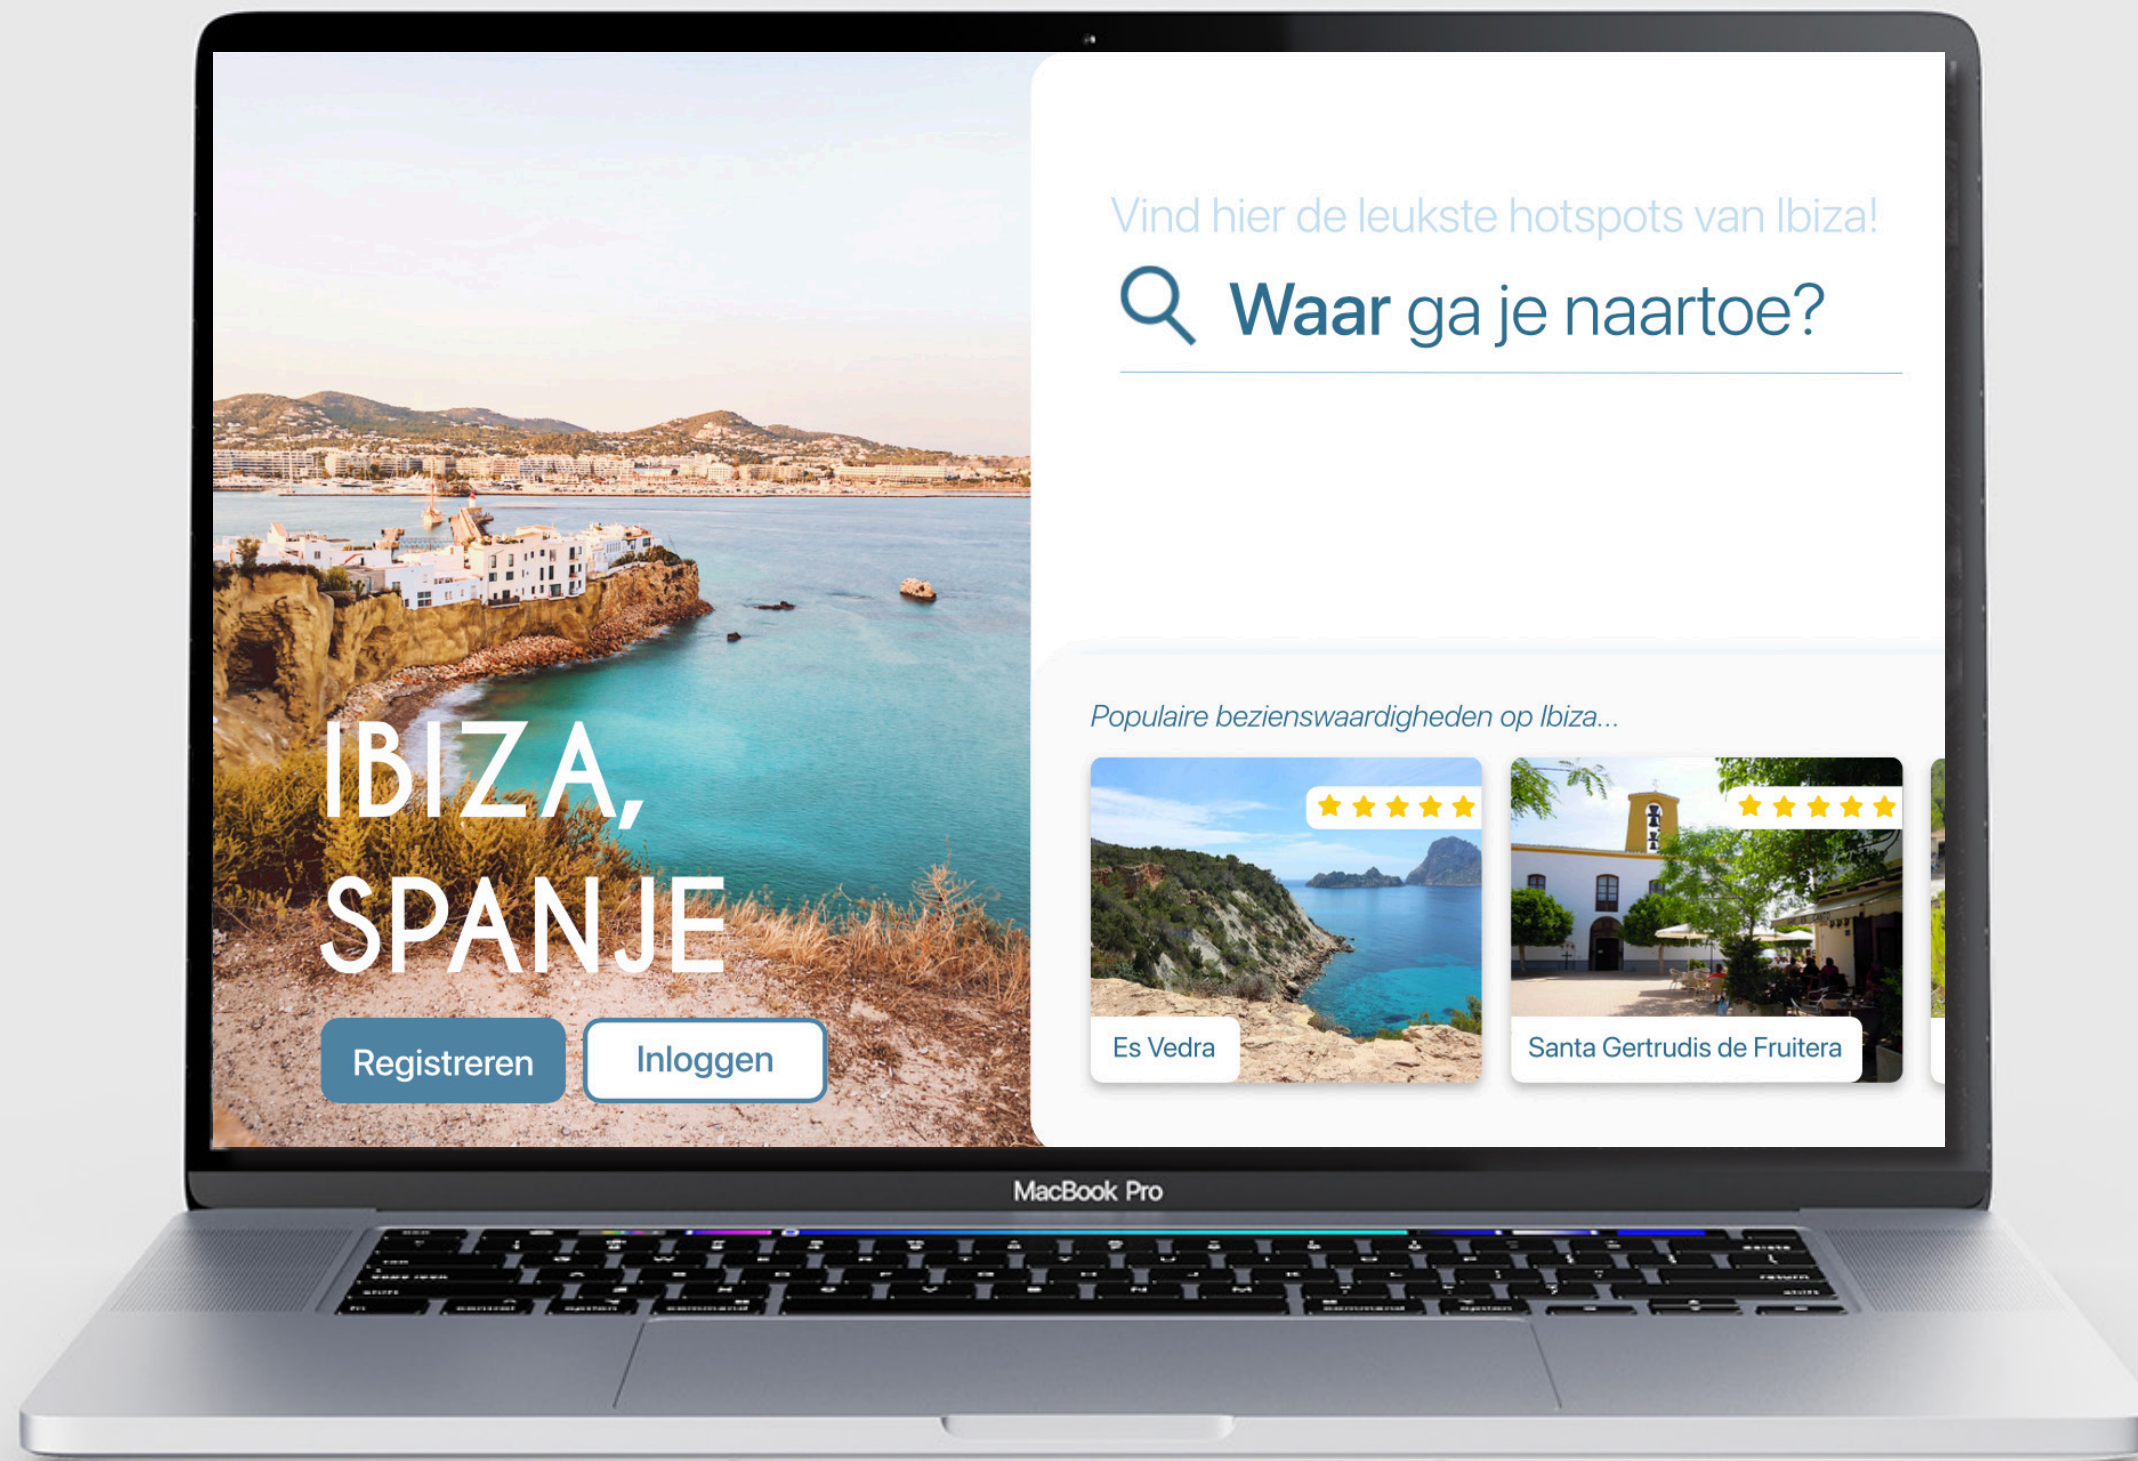 Vind hier de leukste hotspots van Ibiza!
Waar ga je naartoe?
IBIZA,
SPANJE
Registreren
Inloggen
Populaire bezienswaardigheden op Ibiza...
Es Vedra
Santa Gertrudis de Fruitera
MacBook Pro